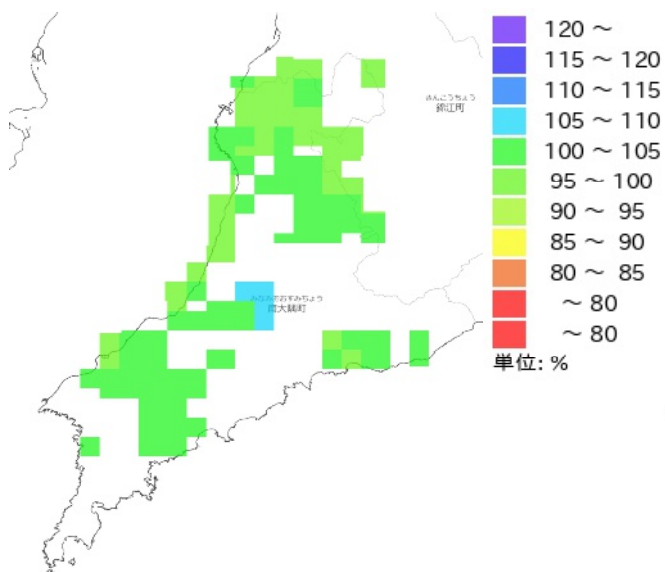 きんこうちょう
錦江町
みなみおおすみちょう
南大隅町
120 ～
115 ～ 120
110 ～ 115
105 ～ 110
100 ～ 105
95 ～ 100
90 ～ 95
85 ～ 90
80 ～ 85
～ 80
～ 80
単位: %